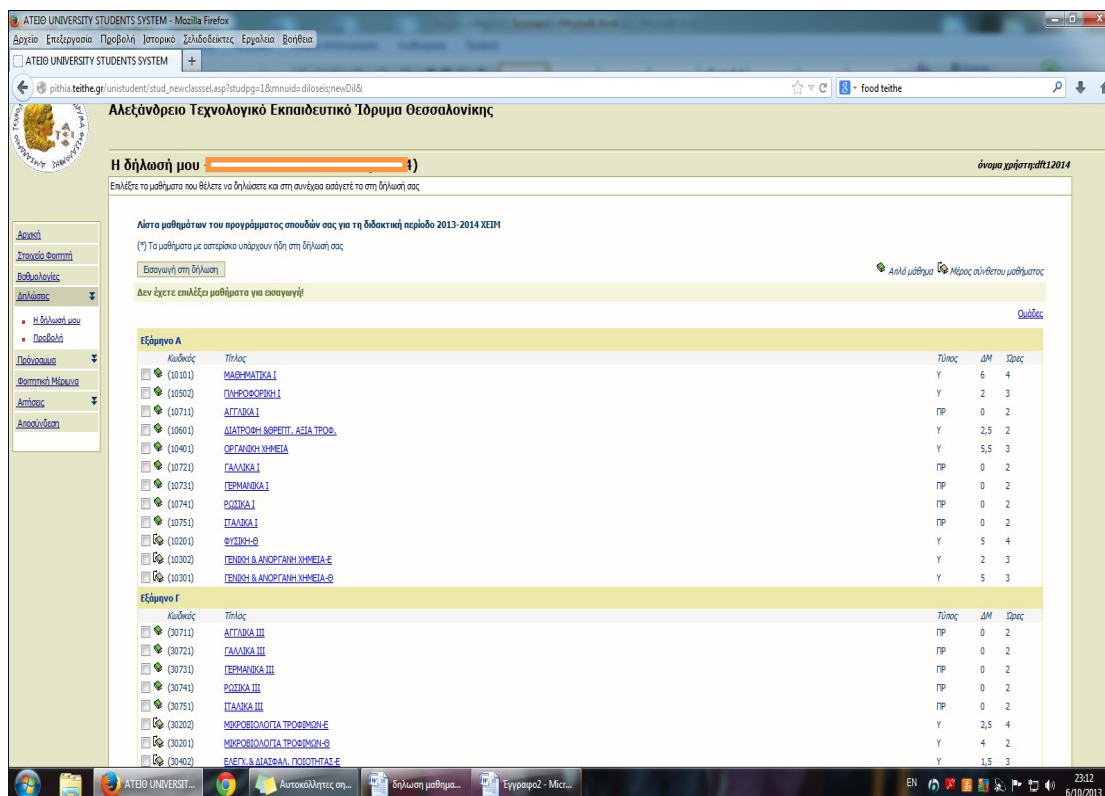 ΑΤΕΙΘ UNIVERSITY STUDENTS SYSTEM - Mozilla Firefox
Αρχείο Επεξεργασία Προβολή Ιστορικό Σελιδοδείκτες Εργαλεία Βοήθεια
ΑΤΕΙΘ UNIVERSITY STUDENTS SYSTEM +
pithia.teithe.gr/unistudent/stud_newclasssel.asp?studpg=1&mnuid=diloseis;newDil& food teithe
Αλεξάνδρειο Τεχνολογικό Εκπαιδευτικό Ίδρυμα Θεσσαλονίκης
Η δήλωσή μου - 4) όνομα χρήστη:dft12014
Επιλέξτε τα μαθήματα που θέλετε να δηλώσετε και στη συνέχεια εισάγετέ τα στη δήλωσή σας
Αρχική
Στοιχεία Φοιτητή
Βαθμολογίες
Δηλώσεις
Η δήλωσή μου
Προβολή
Πρόγραμμα
Φοιτητική Μέριμνα
Αιτήσεις
Αποσύνδεση
Λίστα μαθημάτων του προγράμματος σπουδών σας για τη διδακτική περίοδο 2013-2014 ΧΕΙΜ
(*) Τα μαθήματα με αστερίσκο υπάρχουν ήδη στη δήλωσή σας
Εισαγωγή στη δήλωση Απλό μάθημα Μέρος σύνθετου μαθήματος
Δεν έχετε επιλέξει μαθήματα για εισαγωγή!
Ομάδες
Εξάμηνο Α
Κωδικός Τίτλος Τύπος ΔΜ Ώρες
(10101) ΜΑΘΗΜΑΤΙΚΑ Ι Υ 6 4
(10502) ΠΛΗΡΟΦΟΡΙΚΗ Ι Υ 2 3
(10711) ΑΓΓΛΙΚΑ Ι ΠΡ 0 2
(10601) ΔΙΑΤΡΟΦΗ &ΘΡΕΠΤ. ΑΞΙΑ ΤΡΟΦ. Υ 2,5 2
(10401) ΟΡΓΑΝΙΚΗ ΧΗΜΕΙΑ Υ 5,5 3
(10721) ΓΑΛΛΙΚΑ Ι ΠΡ 0 2
(10731) ΓΕΡΜΑΝΙΚΑ Ι ΠΡ 0 2
(10741) ΡΩΣΙΚΑ Ι ΠΡ 0 2
(10751) ΙΤΑΛΙΚΑ Ι ΠΡ 0 2
(10201) ΦΥΣΙΚΗ-Θ Υ 5 4
(10302) ΓΕΝΙΚΗ & ΑΝΟΡΓΑΝΗ ΧΗΜΕΙΑ-Ε Υ 2 3
(10301) ΓΕΝΙΚΗ & ΑΝΟΡΓΑΝΗ ΧΗΜΕΙΑ-Θ Υ 5 3
Εξάμηνο Γ
Κωδικός Τίτλος Τύπος ΔΜ Ώρες
(30711) ΑΓΓΛΙΚΑ ΙΙΙ ΠΡ 0 2
(30721) ΓΑΛΛΙΚΑ ΙΙΙ ΠΡ 0 2
(30731) ΓΕΡΜΑΝΙΚΑ ΙΙΙ ΠΡ 0 2
(30741) ΡΩΣΙΚΑ ΙΙΙ ΠΡ 0 2
(30751) ΙΤΑΛΙΚΑ ΙΙΙ ΠΡ 0 2
(30202) ΜΙΚΡΟΒΙΟΛΟΓΙΑ ΤΡΟΦΙΜΩΝ-Ε Υ 2,5 4
(30201) ΜΙΚΡΟΒΙΟΛΟΓΙΑ ΤΡΟΦΙΜΩΝ-Θ Υ 4 2
(30402) ΕΛΕΓΧ.& ΔΙΑΣΦΑΛ. ΠΟΙΟΤΗΤΑΣ-Ε Υ 1,5 3
ΑΤΕΙΘ UNIVERSIT... Αυτοκόλλητες ση... δηλωση μαθημα... Έγγραφο2 - Micr... EN 23:12
6/10/2013